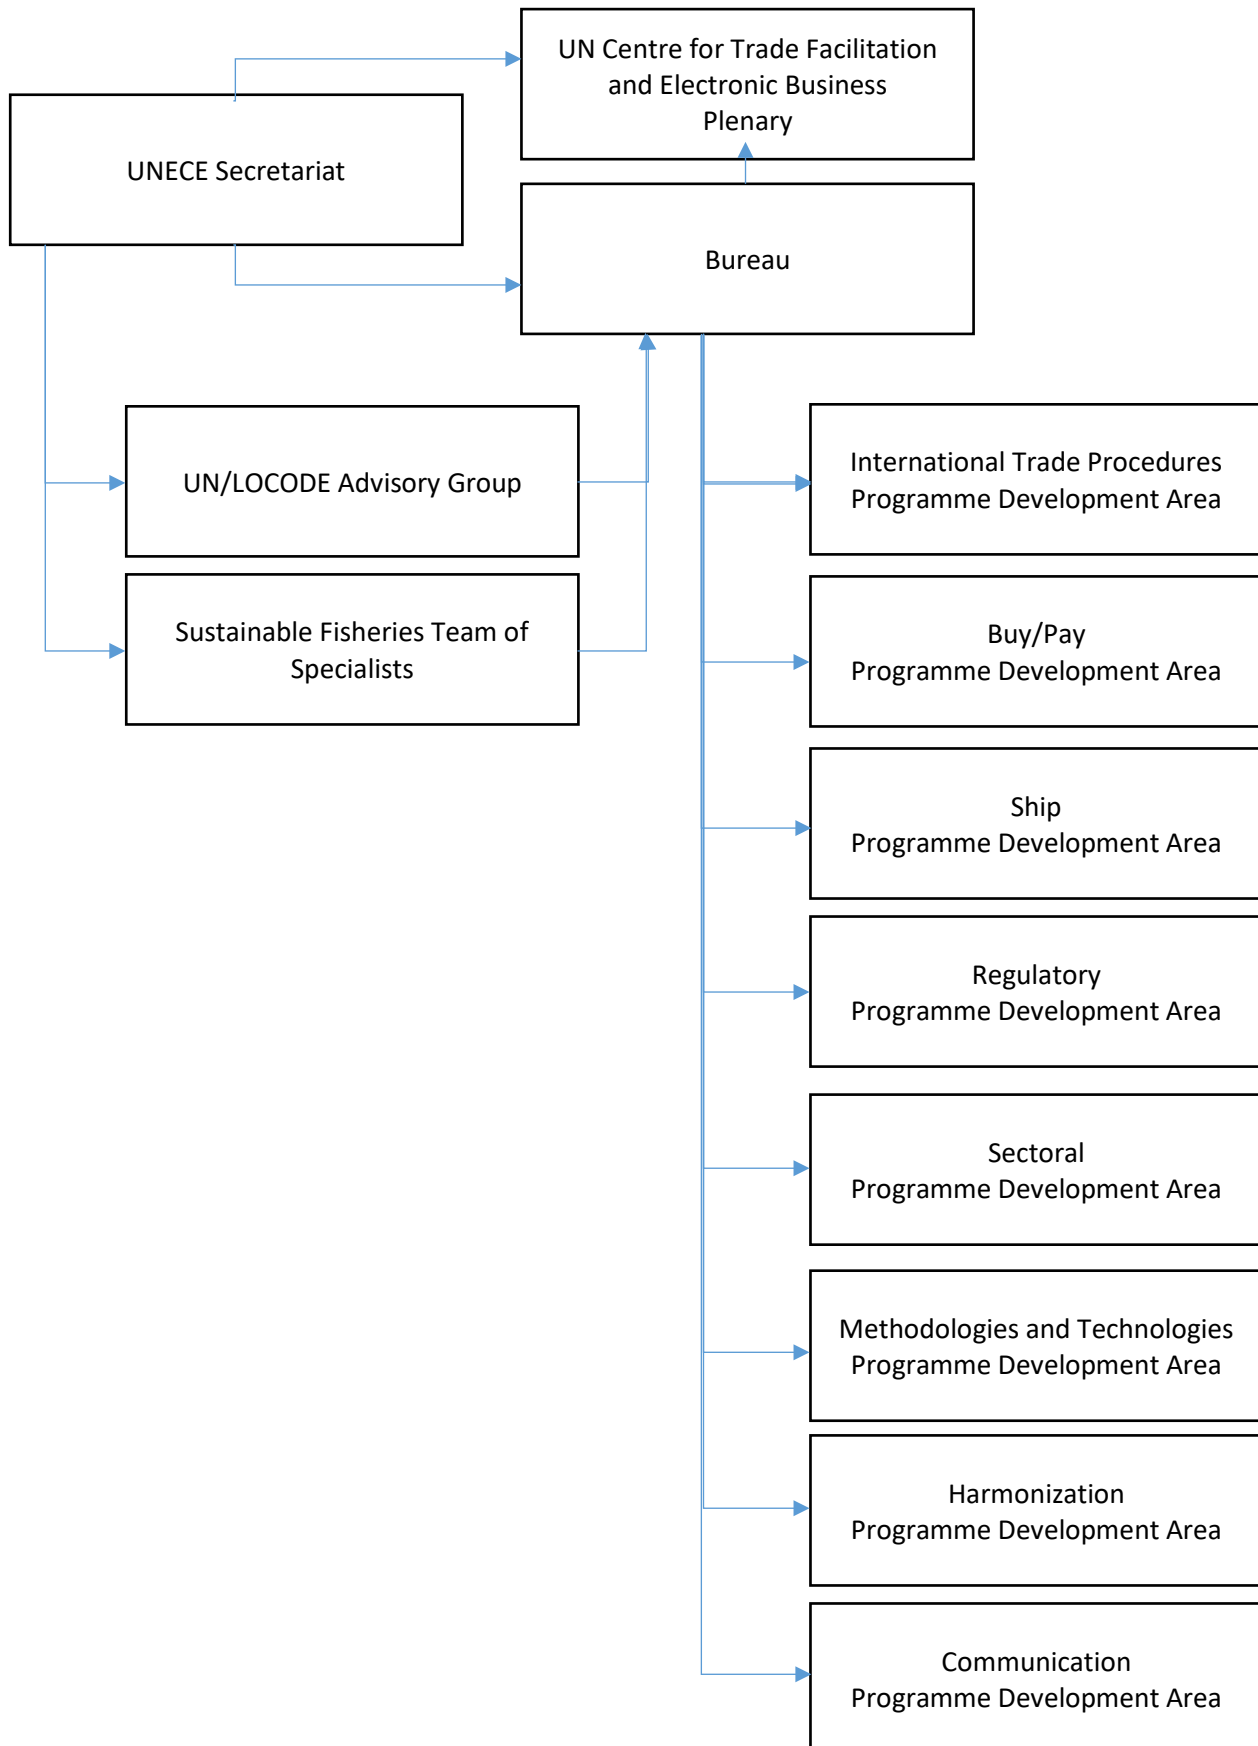 UN Centre for Trade Facilitation
and Electronic Business
Plenary
UNECE Secretariat
Bureau
UN/LOCODE Advisory Group
Sustainable Fisheries Team of
Specialists
International Trade Procedures
Programme Development Area
Buy/Pay
Programme Development Area
Ship
Programme Development Area
Regulatory
Programme Development Area
Sectoral
Programme Development Area
Methodologies and Technologies
Programme Development Area
Harmonization
Programme Development Area
Communication
Programme Development Area